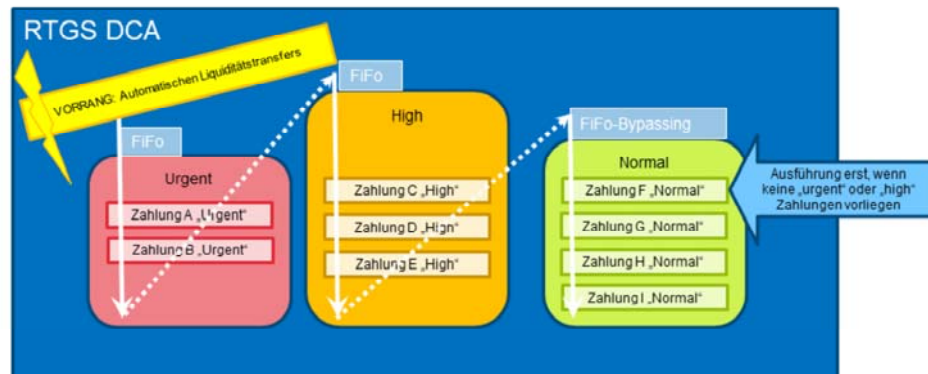 RTGS DCA
VORRANG: Automatischen Liquiditätstransfers
FiFo
Urgent
Zahlung A „Urgent“
Zahlung B „Urgent“
FiFo
High
Zahlung C „High“
Zahlung D „High“
Zahlung E „High“
FiFo-Bypassing
Normal
Zahlung F „Normal“
Zahlung G „Normal“
Zahlung H „Normal“
Zahlung I „Normal“
Ausführung erst, wenn
keine „urgent“ oder „high“
Zahlungen vorliegen